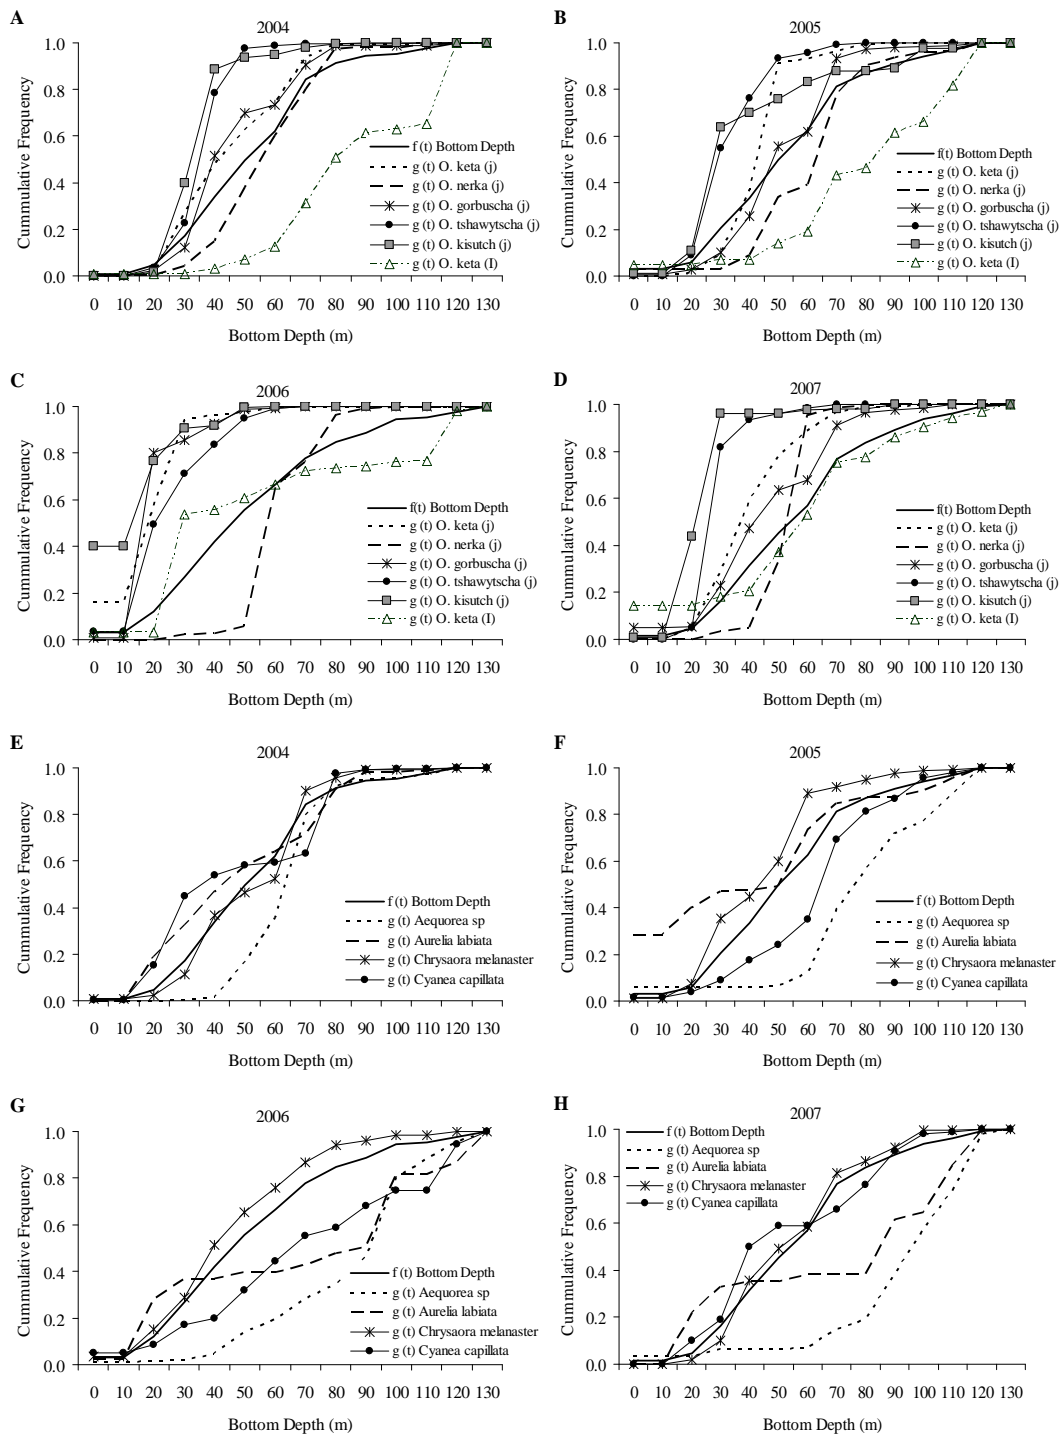 A
2004
Cummulative Frequency
1.0
0.8
0.6
0.4
0.2
0.0
f (t) Bottom Depth
g (t) O. keta (j)
g (t) O. nerka (j)
g (t) O. gorbuscha (j)
g (t) O. tshawytscha (j)
g (t) O. kisutch (j)
g (t) O. keta (I)
0 10 20 30 40 50 60 70 80 90 100 110 120 130
Bottom Depth (m)
B
2005
Cummulative Frequency
1.0
0.8
0.6
0.4
0.2
0.0
f(t) Bottom Depth
g (t) O. keta (j)
g (t) O. nerka (j)
g (t) O. gorbuscha (j)
g (t) O. tshawytscha (j)
g (t) O. kisutch (j)
g (t) O. keta (I)
0 10 20 30 40 50 60 70 80 90 100 110 120 130
Bottom Depth (m)
C
2006
Cummulative Frequency
1.0
0.8
0.6
0.4
0.2
0.0
f(t) Bottom Depth
g (t) O. keta (j)
g (t) O. nerka (j)
g (t) O. gorbuscha (j)
g (t) O. tshawytscha (j)
g (t) O. kisutch (j)
g (t) O. keta (I)
0 10 20 30 40 50 60 70 80 90 100 110 120 130
Bottom Depth (m)
D
2007
Cummulative Frequency
1.0
0.8
0.6
0.4
0.2
0.0
f(t) Bottom Depth
g (t) O. keta (j)
g (t) O. nerka (j)
g (t) O. gorbuscha (j)
g (t) O. tshawytscha (j)
g (t) O. kisutch (j)
g (t) O. keta (I)
0 10 20 30 40 50 60 70 80 90 100 110 120 130
Bottom Depth (m)
E
2004
Cummulative Frequency
1.0
0.8
0.6
0.4
0.2
0.0
f (t) Bottom Depth
g (t) Aequorea sp
g (t) Aurelia labiata
g (t) Chrysaora melanaster
g (t) Cyanea capillata
0 10 20 30 40 50 60 70 80 90 100 110 120 130
Bottom Depth (m)
F
2005
Cummulative Frequency
1.0
0.8
0.6
0.4
0.2
0.0
f (t) Bottom Depth
g (t) Aequorea sp
g (t) Aurelia labiata
g (t) Chrysaora melanaster
g (t) Cyanea capillata
0 10 20 30 40 50 60 70 80 90 100 110 120 130
Bottom Depth (m)
G
2006
Cummulative Frequency
1.0
0.8
0.6
0.4
0.2
0.0
f (t) Bottom Depth
g (t) Aequorea sp
g (t) Aurelia labiata
g (t) Chrysaora melanaster
g (t) Cyanea capillata
0 10 20 30 40 50 60 70 80 90 100 110 120 130
Bottom Depth (m)
H
2007
Cummulative Frequency
1.0
0.8
0.6
0.4
0.2
0.0
f (t) Bottom Depth
g (t) Aequorea sp
g (t) Aurelia labiata
g (t) Chrysaora melanaster
g (t) Cyanea capillata
0 10 20 30 40 50 60 70 80 90 100 110 120 130
Bottom Depth (m)